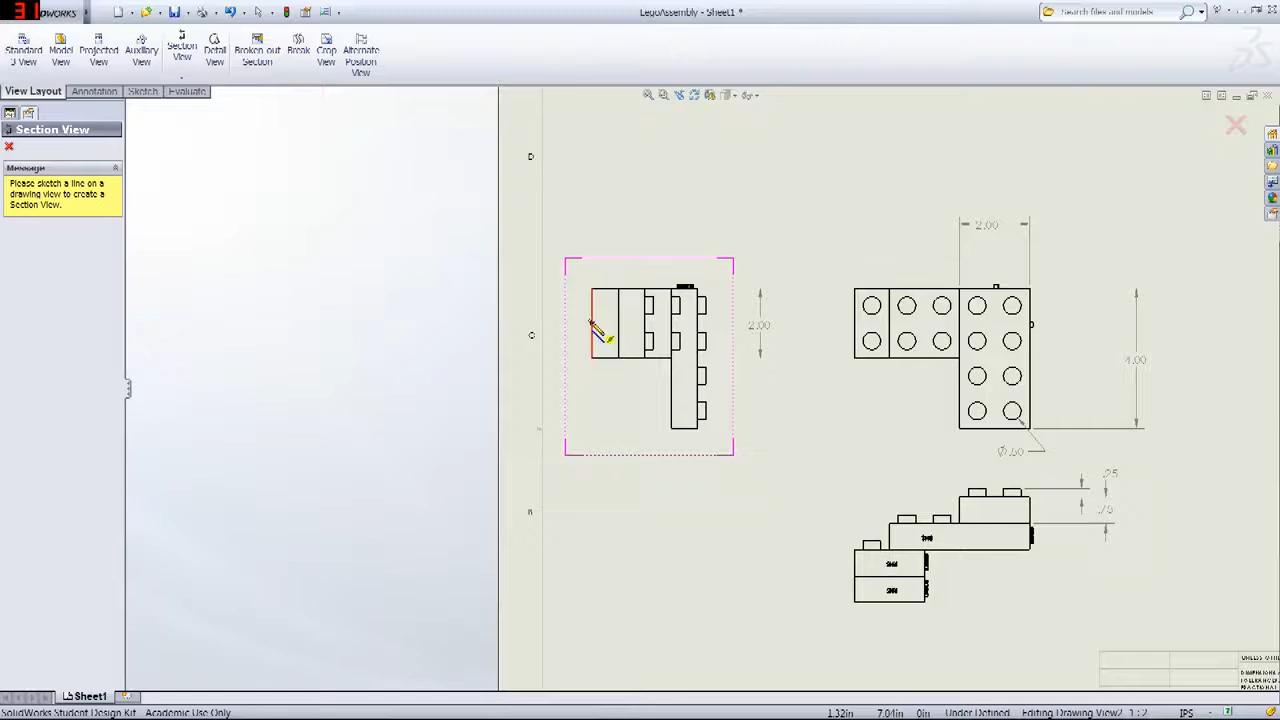 31
LegoAssembly - Sheet1 *
Search files and models
Standard 3 View
Model View
Projected View
Auxiliary View
Section View
Detail View
Broken-out Section
Break
Crop View
Alternate Position View
View Layout
Annotation
Sketch
Evaluate
Section View
Message
Please sketch a line on a
drawing view to create a
Section View.
D
C
B
2.00
2.00
4.00
Ø.50
.25
.75
Sheet1
SolidWorks Student Design Kit - Academic Use Only
1.32in
7.04in
0in
Under Defined
Editing Drawing View2
1 : 2
IPS